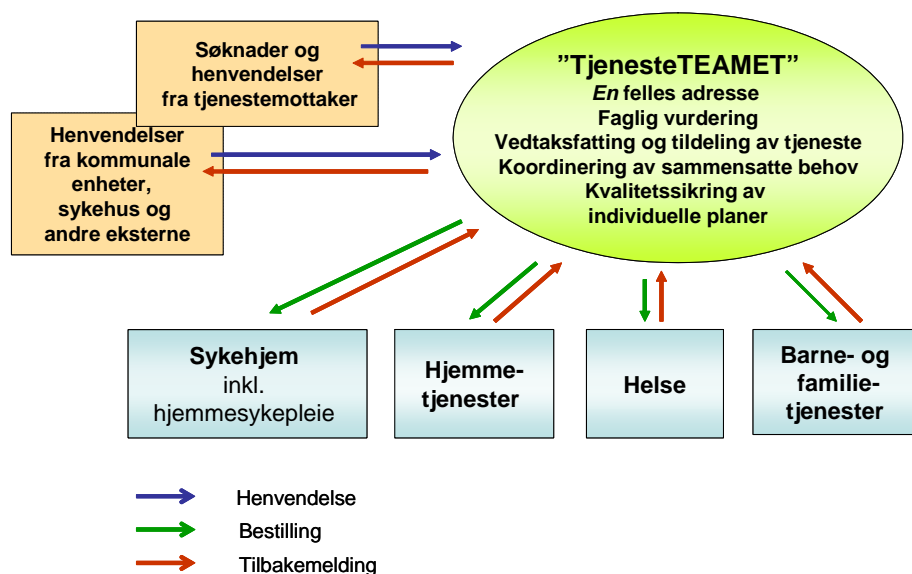 Søknader og
henvendelser
fra tjenestemottaker
Henvendelser
fra kommunale
enheter,
sykehus og
andre eksterne
"TjenesteTEAMET"
En felles adresse
Faglig vurdering
Vedtaksfatting og tildeling av tjeneste
Koordinering av sammensatte behov
Kvalitetssikring av
individuelle planer
Sykehjem
inkl.
hjemmesykepleie
Hjemme-
tjenester
Helse
Barne- og
familie-
tjenester
Henvendelse
Bestilling
Tilbakemelding